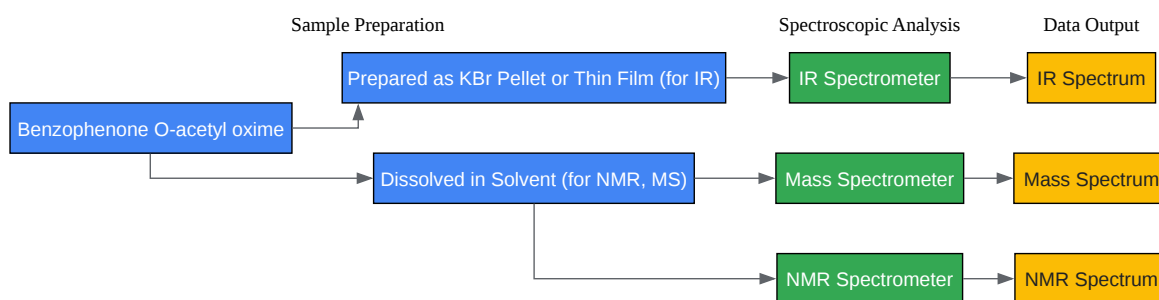 Sample Preparation
Spectroscopic Analysis
Data Output
Prepared as KBr Pellet or Thin Film (for IR)
IR Spectrometer
IR Spectrum
Benzophenone O-acetyl oxime
Dissolved in Solvent (for NMR, MS)
Mass Spectrometer
Mass Spectrum
NMR Spectrometer
NMR Spectrum